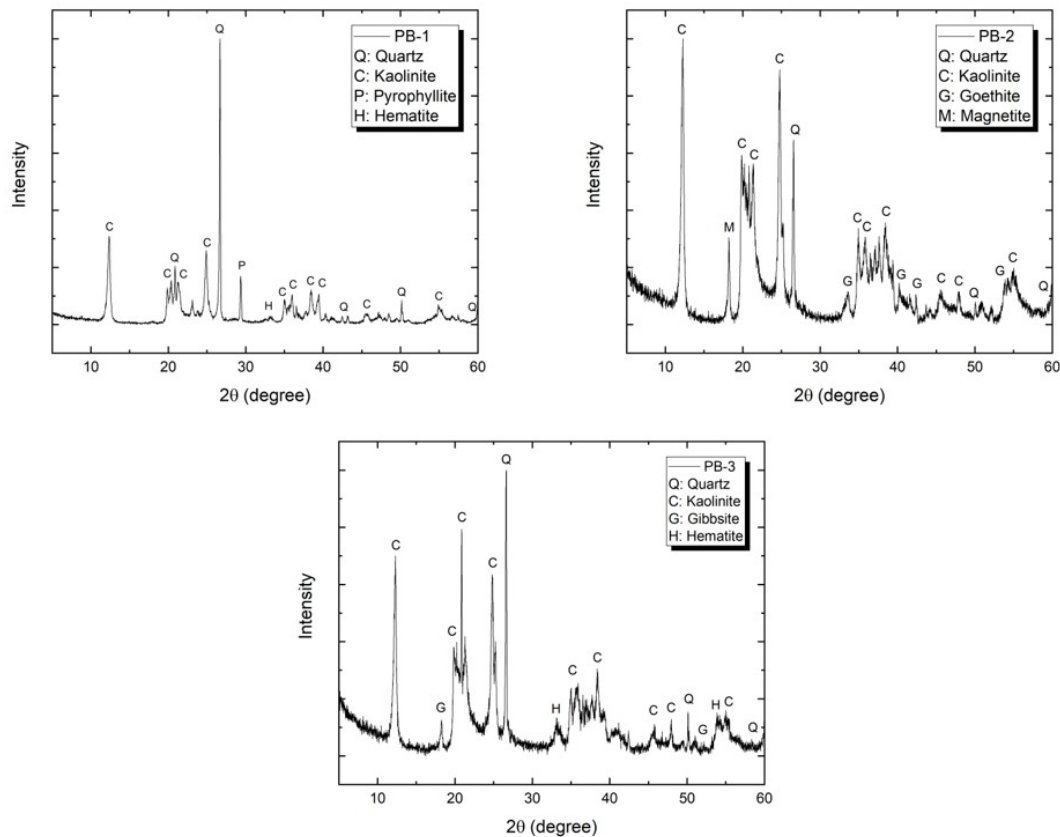 PB-1
Q: Quartz
C: Kaolinite
P: Pyrophyllite
H: Hematite
Q
C
C
Q
C
C
P
H
C
C
C
C
Q
C
Q
C
Q
Intensity
10 20 30 40 50 60
2θ (degree)
PB-2
Q: Quartz
C: Kaolinite
G: Goethite
M: Magnetite
C
M
C
C
C
Q
G
C
C
C
G
G
C
C
Q
G
C
Q
Intensity
10 20 30 40 50 60
2θ (degree)
PB-3
Q: Quartz
C: Kaolinite
G: Gibbsite
H: Hematite
C
G
C
C
C
Q
H
C
C
C
C
Q
G
H
C
Q
Intensity
10 20 30 40 50 60
2θ (degree)